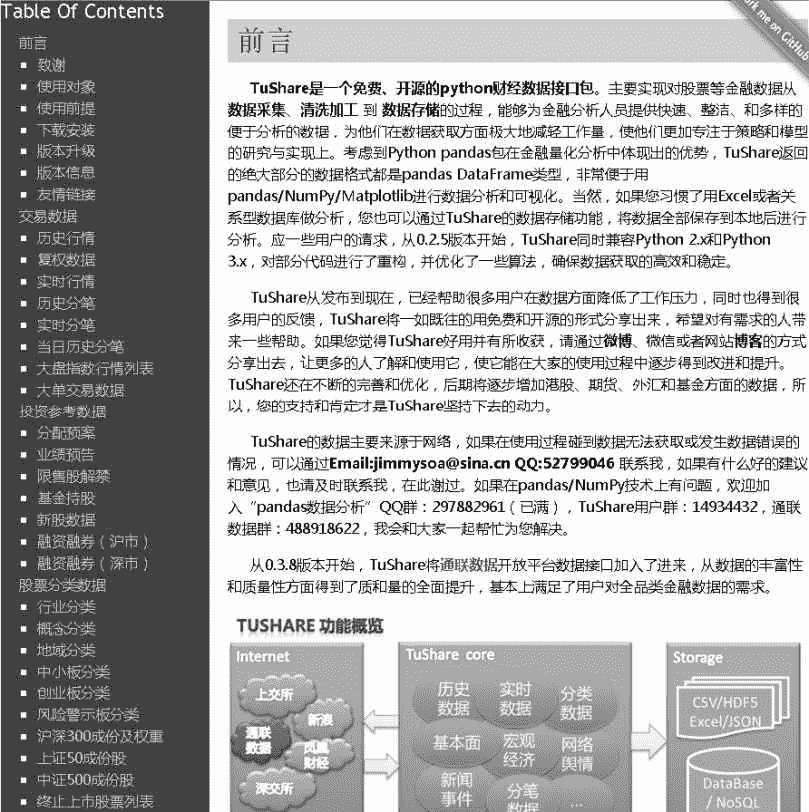 Table Of Contents
前言
致谢
使用对象
使用前提
下载安装
版本升级
版本信息
友情链接
交易数据
历史行情
复权数据
实时行情
历史分笔
实时分笔
当日历史分笔
大盘指数行情列表
大单交易数据
投资参考数据
分配预案
业绩预告
限售股解禁
基金持股
新股数据
融资融券（沪市）
融资融券（深市）
股票分类数据
行业分类
概念分类
地域分类
中小板分类
创业板分类
风险警示板分类
沪深300成份及权重
上证50成份股
中证500成份股
终止上市股票列表
me on GitHub
前言
TuShare是一个免费、开源的python财经数据接口包。主要实现对股票等金融数据从
数据采集、清洗加工 到 数据存储的过程，能够为金融分析人员提供快速、整洁、和多样的
便于分析的数据，为他们在数据获取方面极大地减轻工作量，使他们更加专注于策略和模型
的研究与实现上。考虑到Python pandas包在金融量化分析中体现出的优势，TuShare返回
的绝大部分的数据格式都是pandas DataFrame类型，非常便于用
pandas/NumPy/Matplotlib进行数据分析和可视化。当然，如果您习惯了用Excel或者关
系型数据库做分析，您也可以通过TuShare的数据存储功能，将数据全部保存到本地后进行
分析。应一些用户的请求，从0.2.5版本开始，TuShare同时兼容Python 2.x和Python
3.x，对部分代码进行了重构，并优化了一些算法，确保数据获取的高效和稳定。
TuShare从发布到现在，已经帮助很多用户在数据方面降低了工作压力，同时也得到很
多用户的反馈，TuShare将一如既往的用免费和开源的形式分享出来，希望对有需求的人带
来一些帮助。如果您觉得TuShare好用并有所收获，请通过微博、微信或者网站博客的方式
分享出去，让更多的人了解和使用它，使它能在大家的使用过程中逐步得到改进和提升。
TuShare还在不断的完善和优化，后期将逐步增加港股、期货、外汇和基金方面的数据，所
以，您的支持和肯定才是TuShare坚持下去的动力。
TuShare的数据主要来源于网络，如果在使用过程碰到数据无法获取或发生数据错误的
情况，可以通过Email:jimmysoa@sina.cn QQ:52799046 联系我，如果有什么好的建议
和意见，也请及时联系我，在此谢过。如果在pandas/NumPy技术上有问题，欢迎加
入“pandas数据分析”QQ群：297882961（已满），TuShare用户群：14934432，通联
数据群：488918622，我会和大家一起帮忙为您解决。
从0.3.8版本开始，TuShare将通联数据开放平台数据接口加入了进来，从数据的丰富性
和质量性方面得到了质和量的全面提升，基本上满足了用户对全品类金融数据的需求。
TUSHARE 功能概览
Internet
上交所
新浪
通联
数据
凤凰
财经
深交所
TuShare core
历史
数据
实时
数据
分类
数据
基本面
宏观
经济
网络
舆情
新闻
事件
分笔
数据
...
Storage
CSV/HDF5
Excel/JSON
DataBase
/ NoSQL